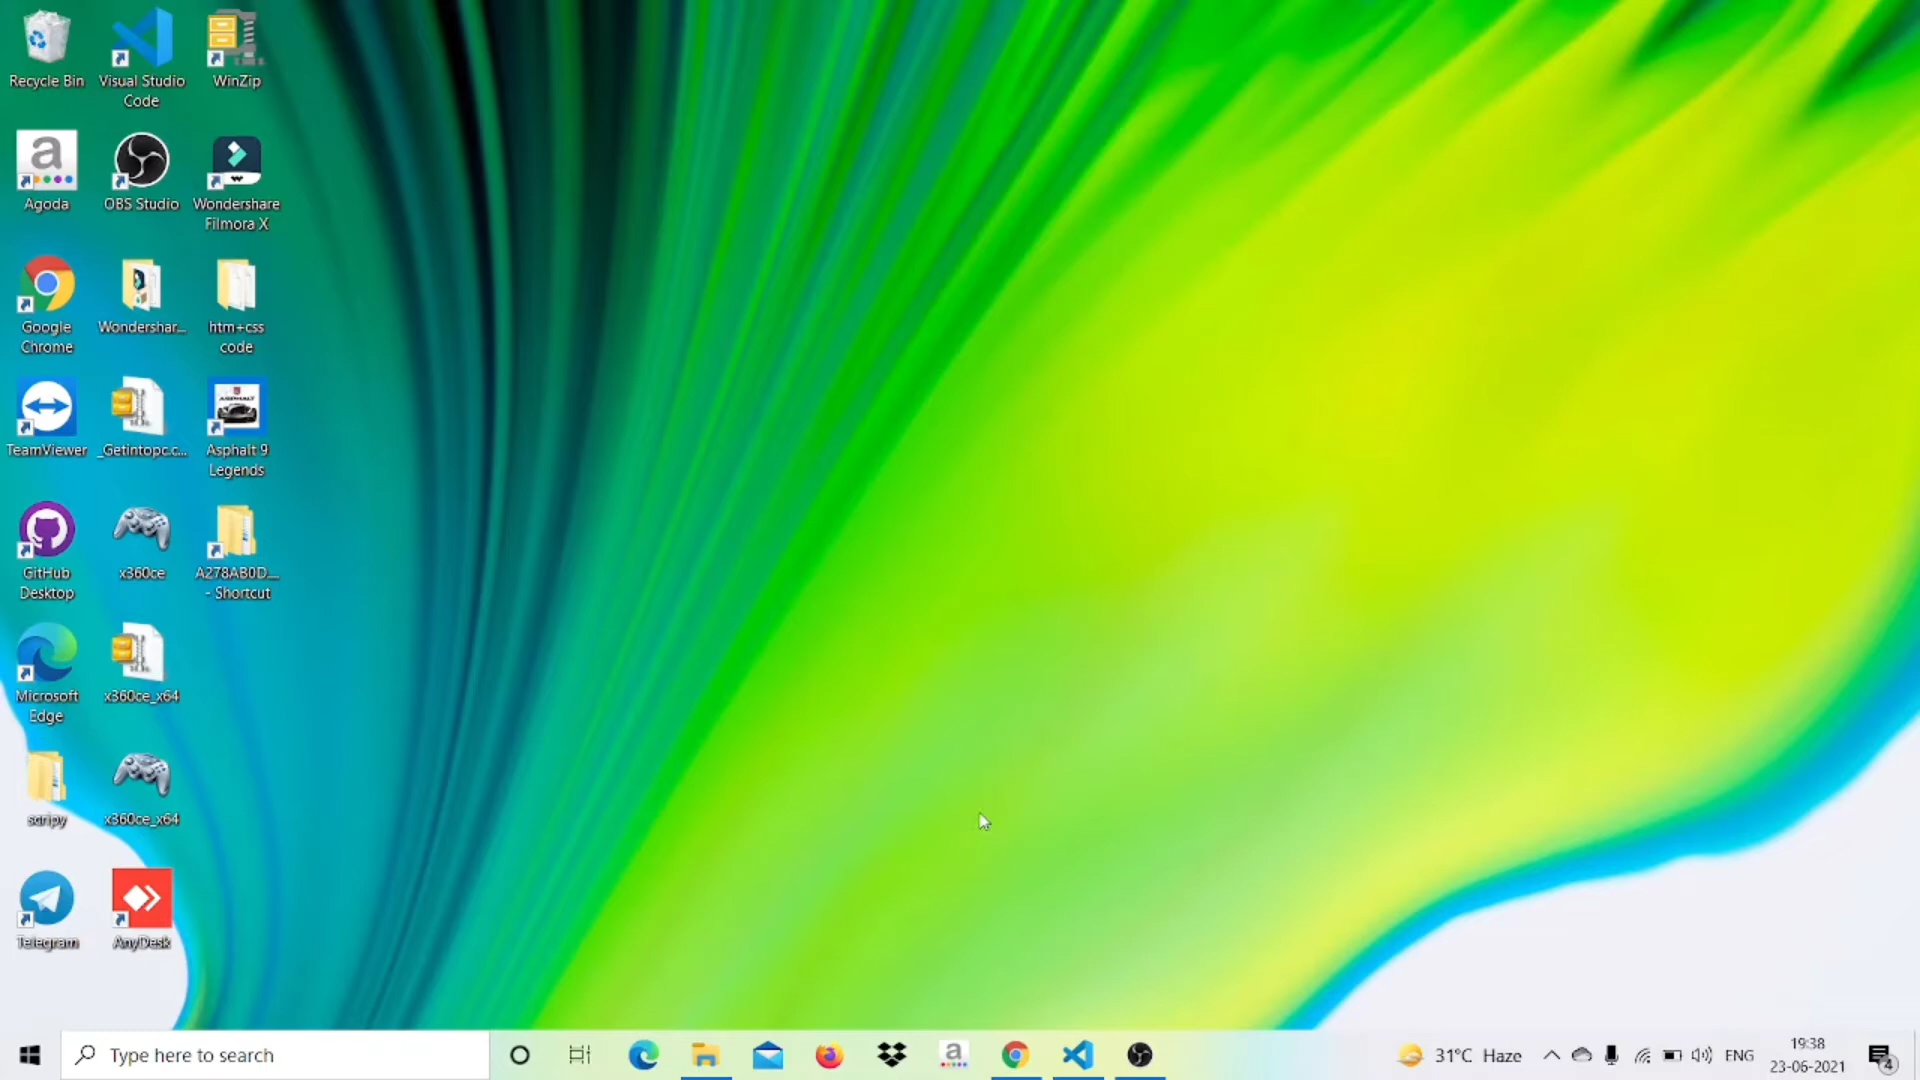 Recycle Bin
Visual Studio
Code
WinZip
Agoda
OBS Studio
Wondershare
Filmora X
Google
Chrome
Wondershar...
htm+css
code
TeamViewer
_Getintopc.c...
Asphalt 9
Legends
GitHub
Desktop
x360ce
A278AB0D...
- Shortcut
Microsoft
Edge
x360ce_x64
scripy
x360ce_x64
Telegram
AnyDesk
Type here to search
31°C Haze
ENG
19:38
23-06-2021
4